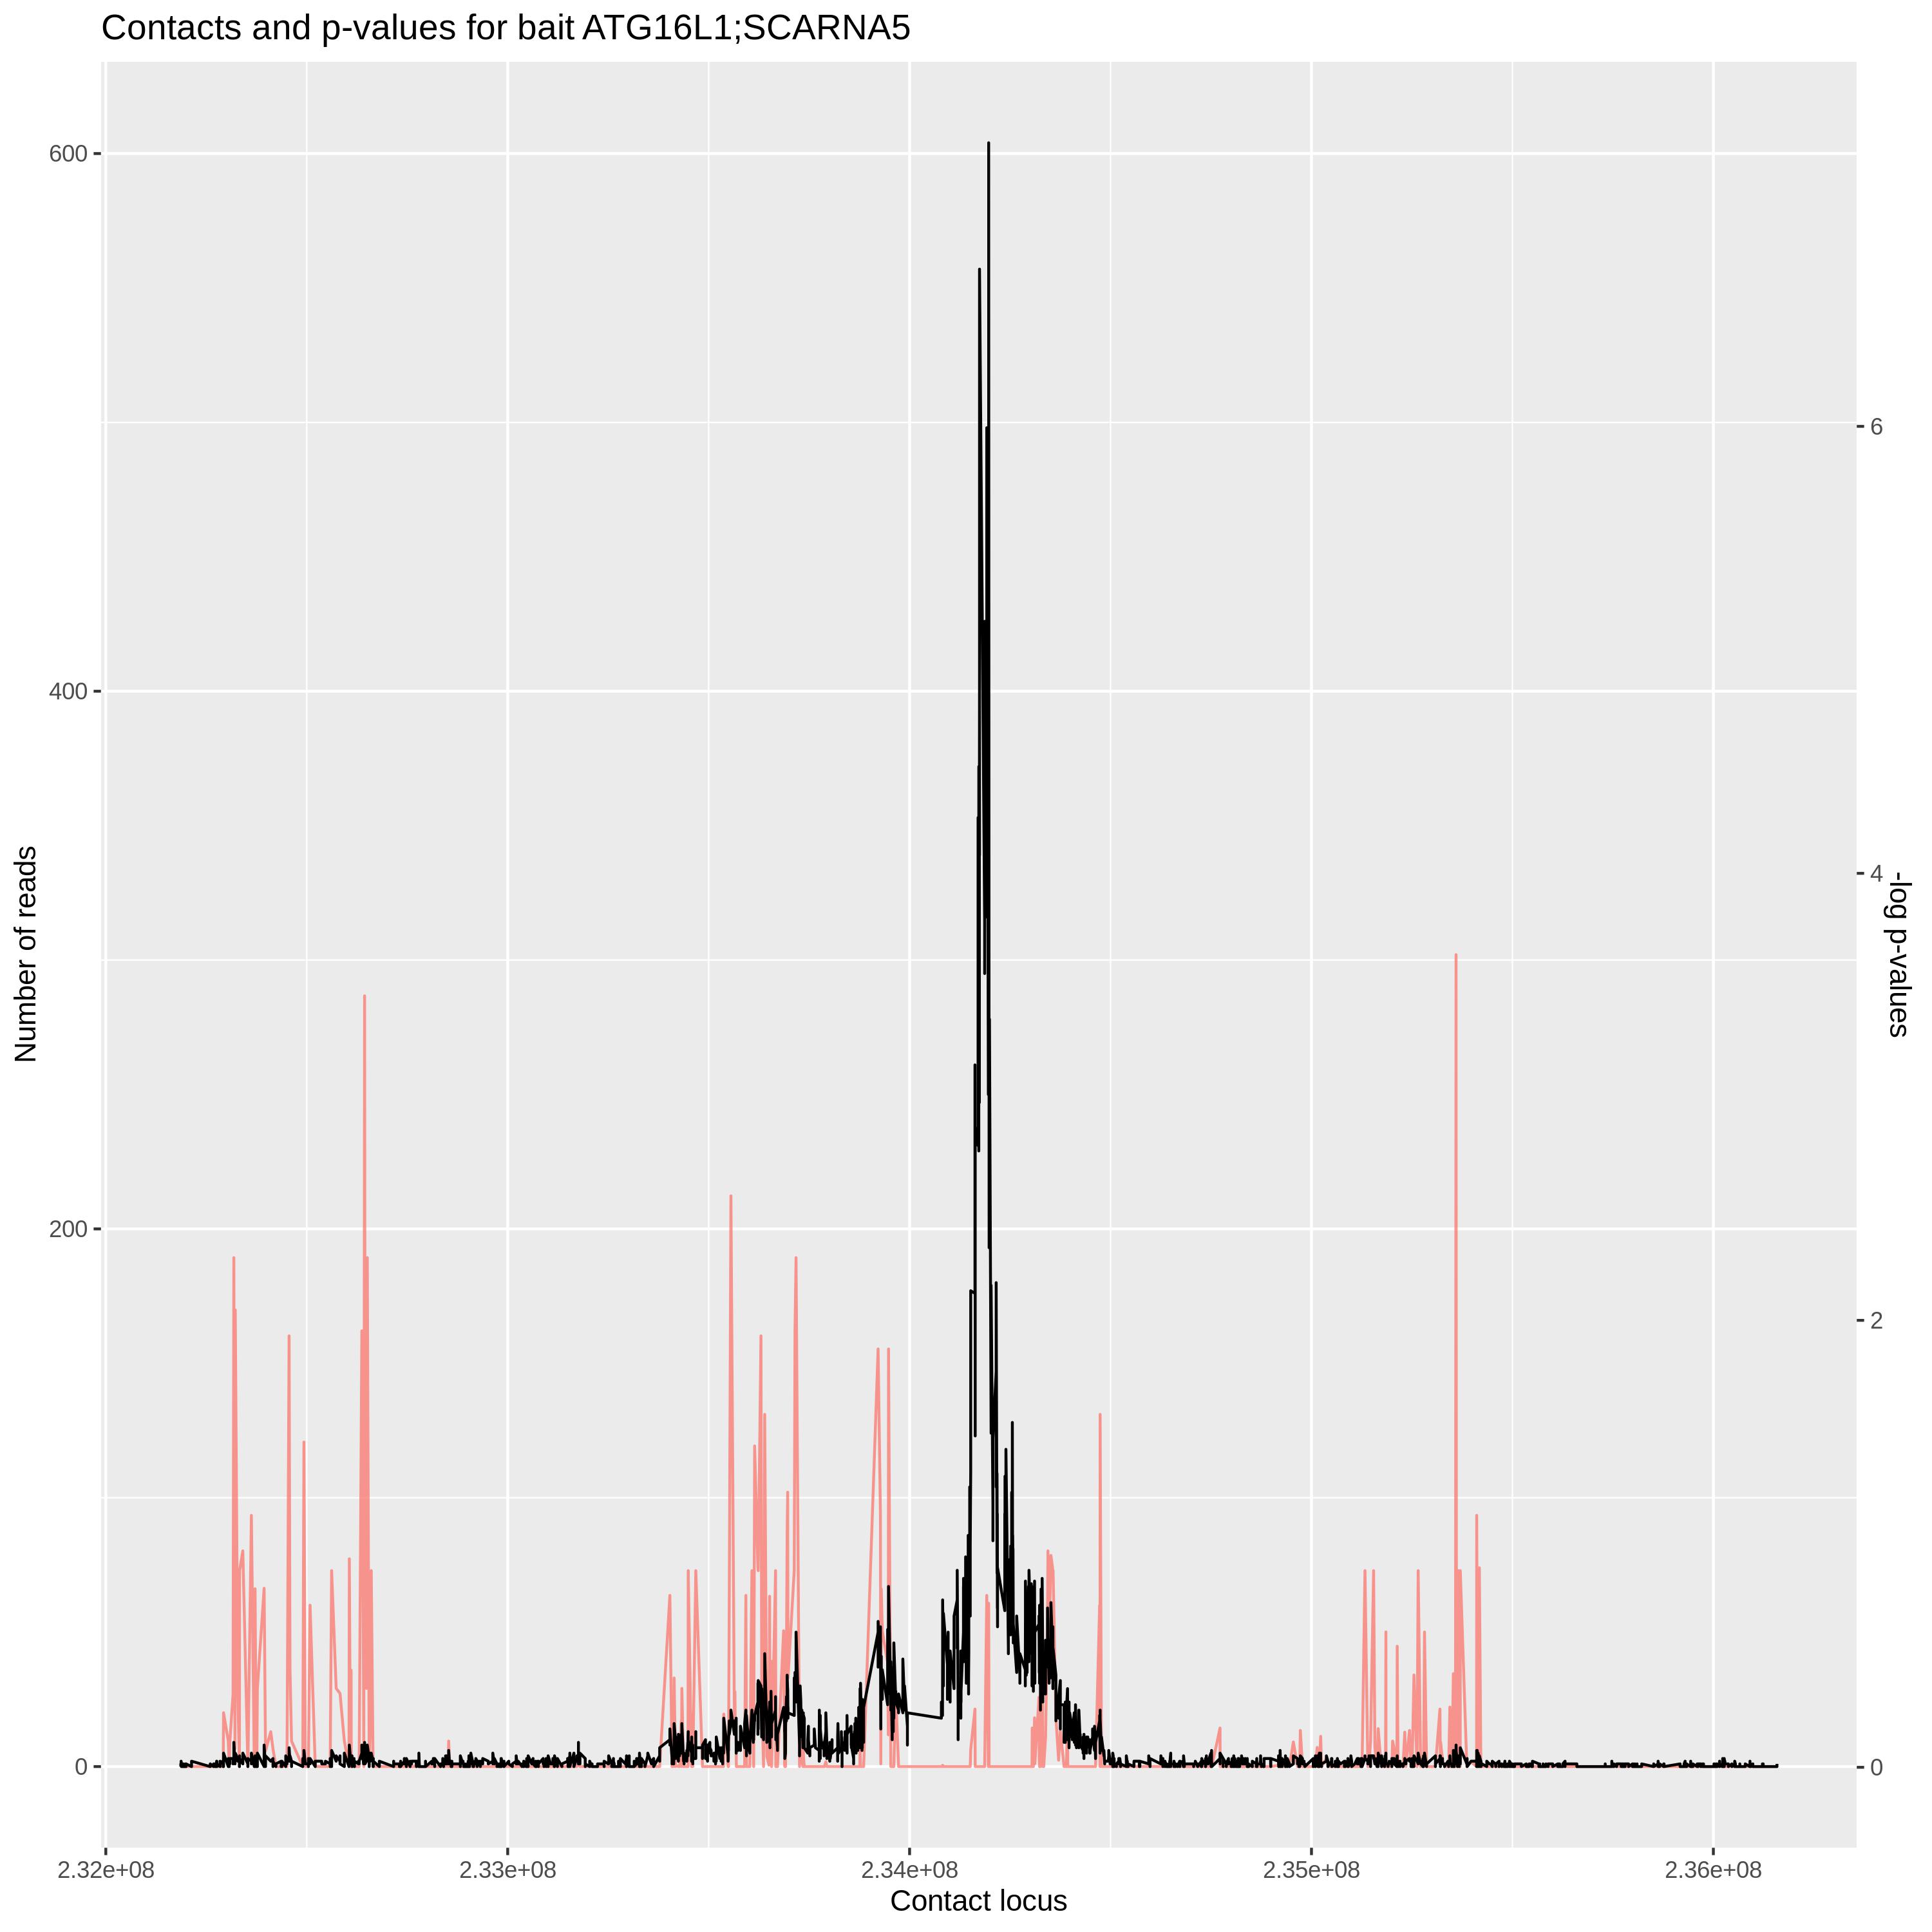 Contacts and p-values for bait ATG16L1;SCARNA5
600
400
200
0
Number of reads
6
4
2
0
-log p-values
2.32e+08
2.33e+08
2.34e+08
2.35e+08
2.36e+08
Contact locus